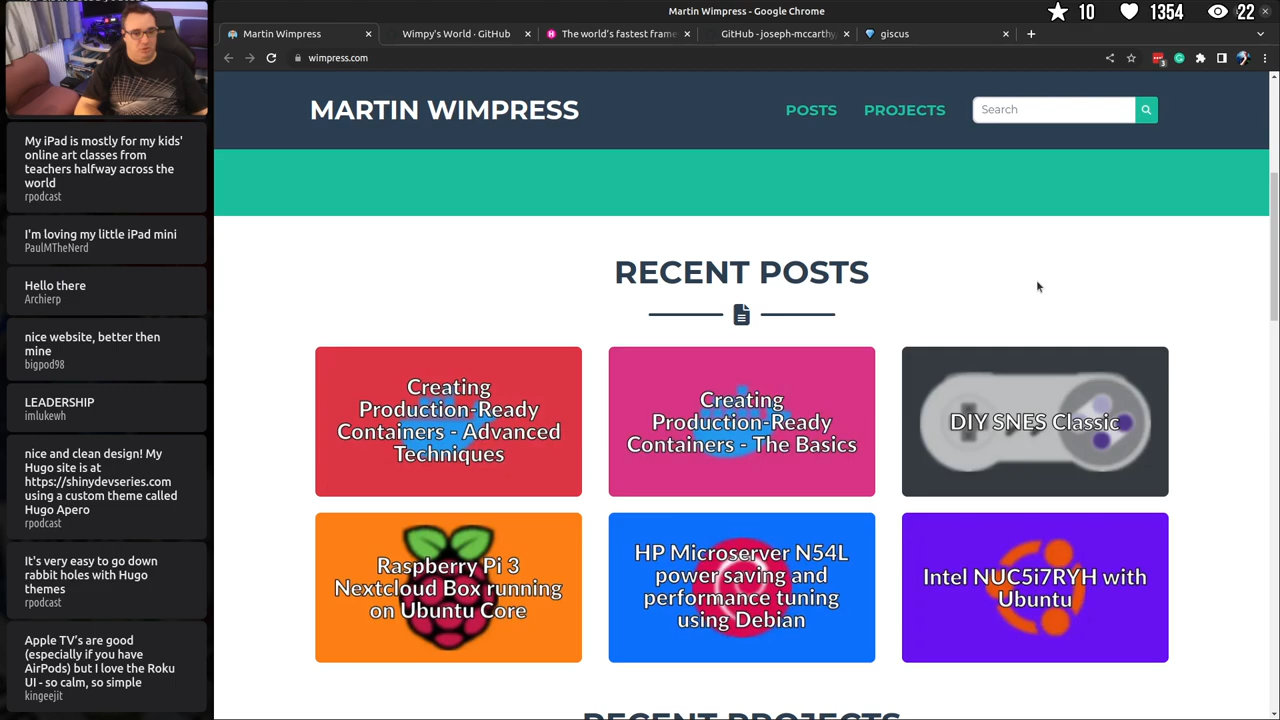 Martin Wimpress - Google Chrome
10
1354
22
Martin Wimpress
Wimpy's World · GitHub
The world's fastest frame
GitHub - joseph-mccarthy
giscus
wimpress.com
3
MARTIN WIMPRESS
POSTS
PROJECTS
Search
RECENT POSTS
Creating
Production-Ready
Containers - Advanced
Techniques
Creating
Production-Ready
Containers - The Basics
DIY SNES Classic
Raspberry Pi 3
Nextcloud Box running
on Ubuntu Core
HP Microserver N54L
power saving and
performance tuning
using Debian
Intel NUC5i7RYH with
Ubuntu
RECENT PROJECTS
My iPad is mostly for my kids'
online art classes from
teachers halfway across the
world
rpodcast
I'm loving my little iPad mini
PaulMTheNerd
Hello there
Archierp
nice website, better then
mine
bigpod98
LEADERSHIP
imlukewh
nice and clean design! My
Hugo site is at
https://shinydevseries.com
using a custom theme called
Hugo Apero
rpodcast
It's very easy to go down
rabbit holes with Hugo
themes
rpodcast
Apple TV's are good
(especially if you have
AirPods) but I love the Roku
UI - so calm, so simple
kingeejit